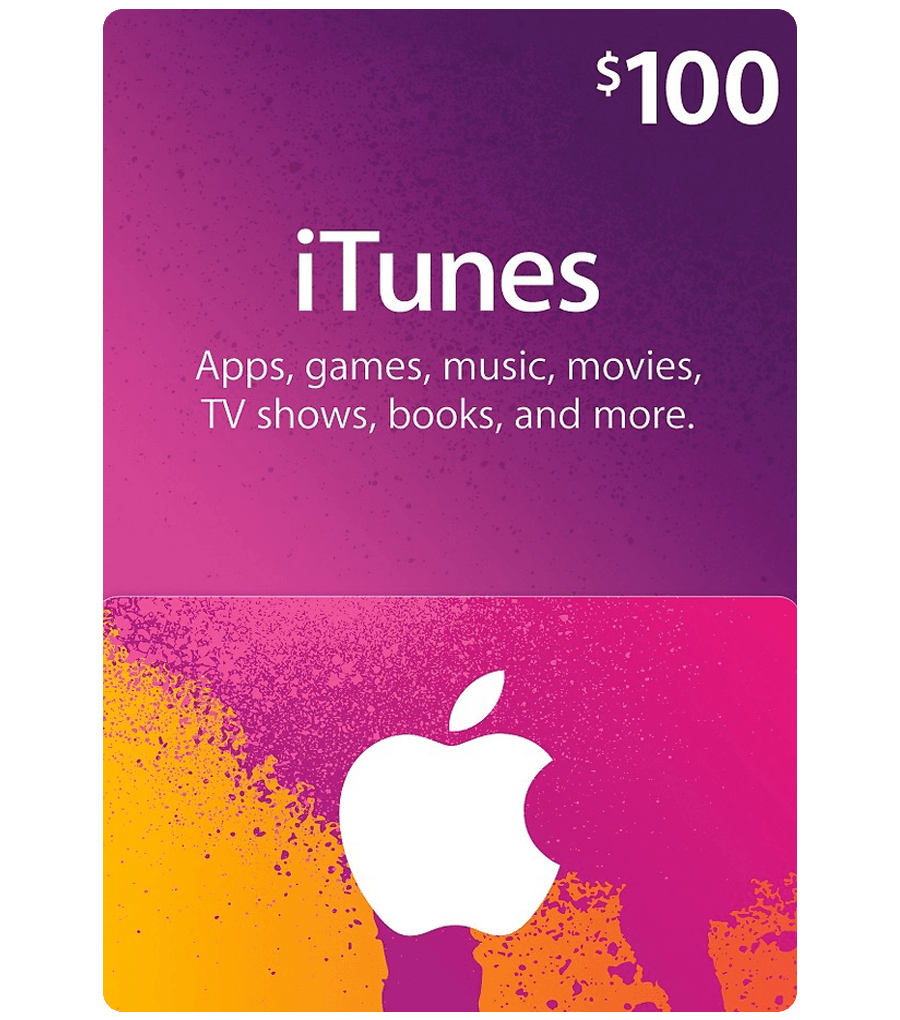 $100
iTunes
Apps, games, music, movies,
TV shows, books, and more.